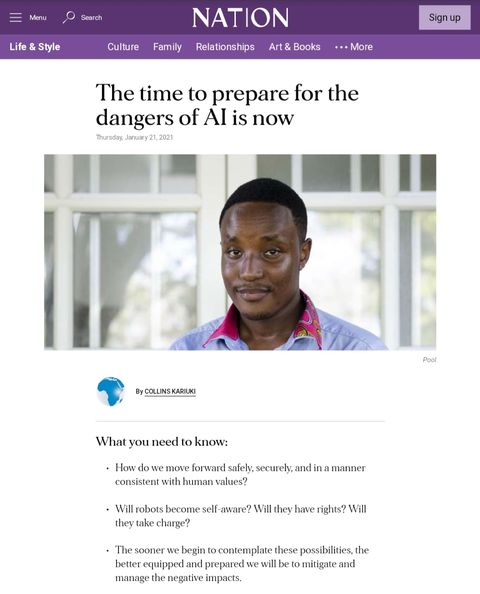 Menu
Search
NATION
Sign up
Life & Style
Culture
Family
Relationships
Art & Books
More
The time to prepare for the
dangers of AI is now
Thursday, January 21, 2021
Pool
By COLLINS KARIUKI
What you need to know:
• How do we move forward safely, securely, and in a manner
consistent with human values?
• Will robots become self-aware? Will they have rights? Will
they take charge?
• The sooner we begin to contemplate these possibilities, the
better equipped and prepared we will be to mitigate and
manage the negative impacts.